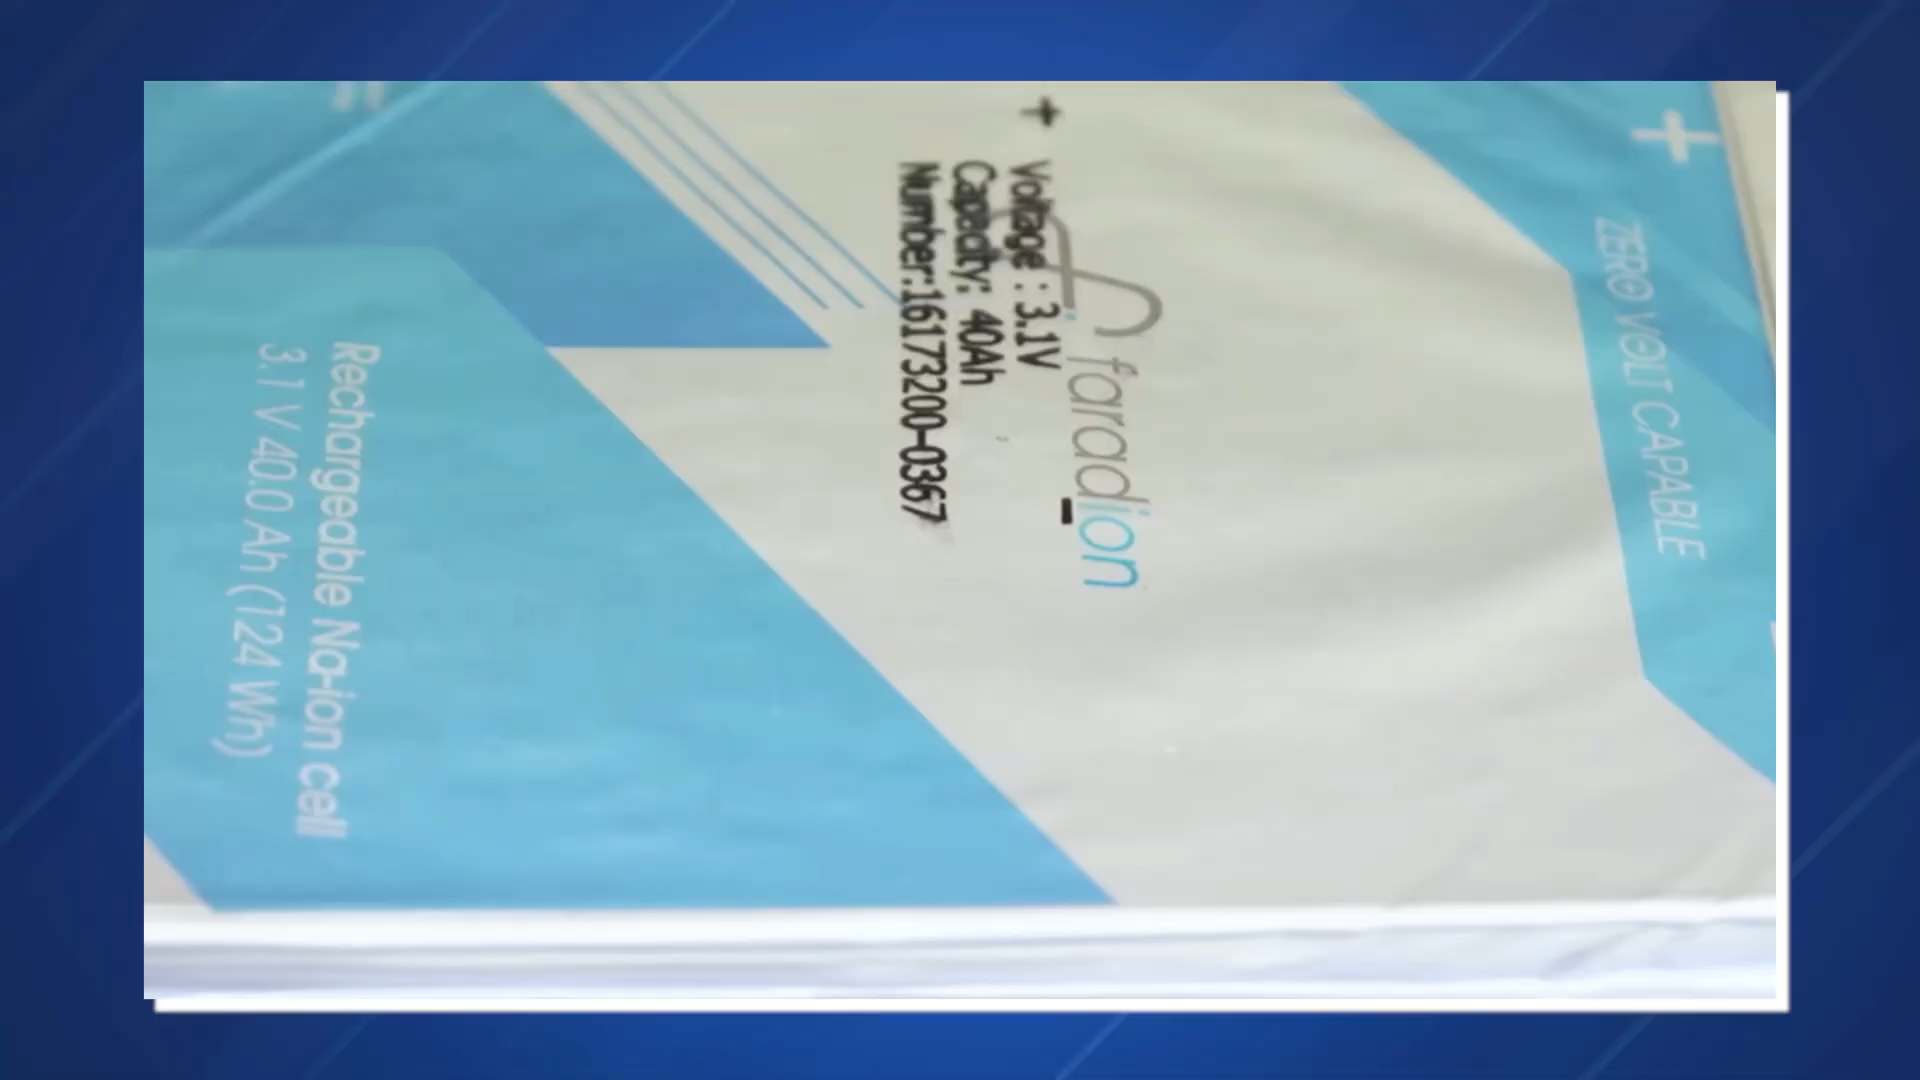 +
ZERO VOLT CAPABLE
faradion
+
-
Voltage : 3.1V
Capacity: 40Ah
Number:16173200-0367
Rechargeable Na-ion cell
3.1 V 40.0 Ah (124 Wh)